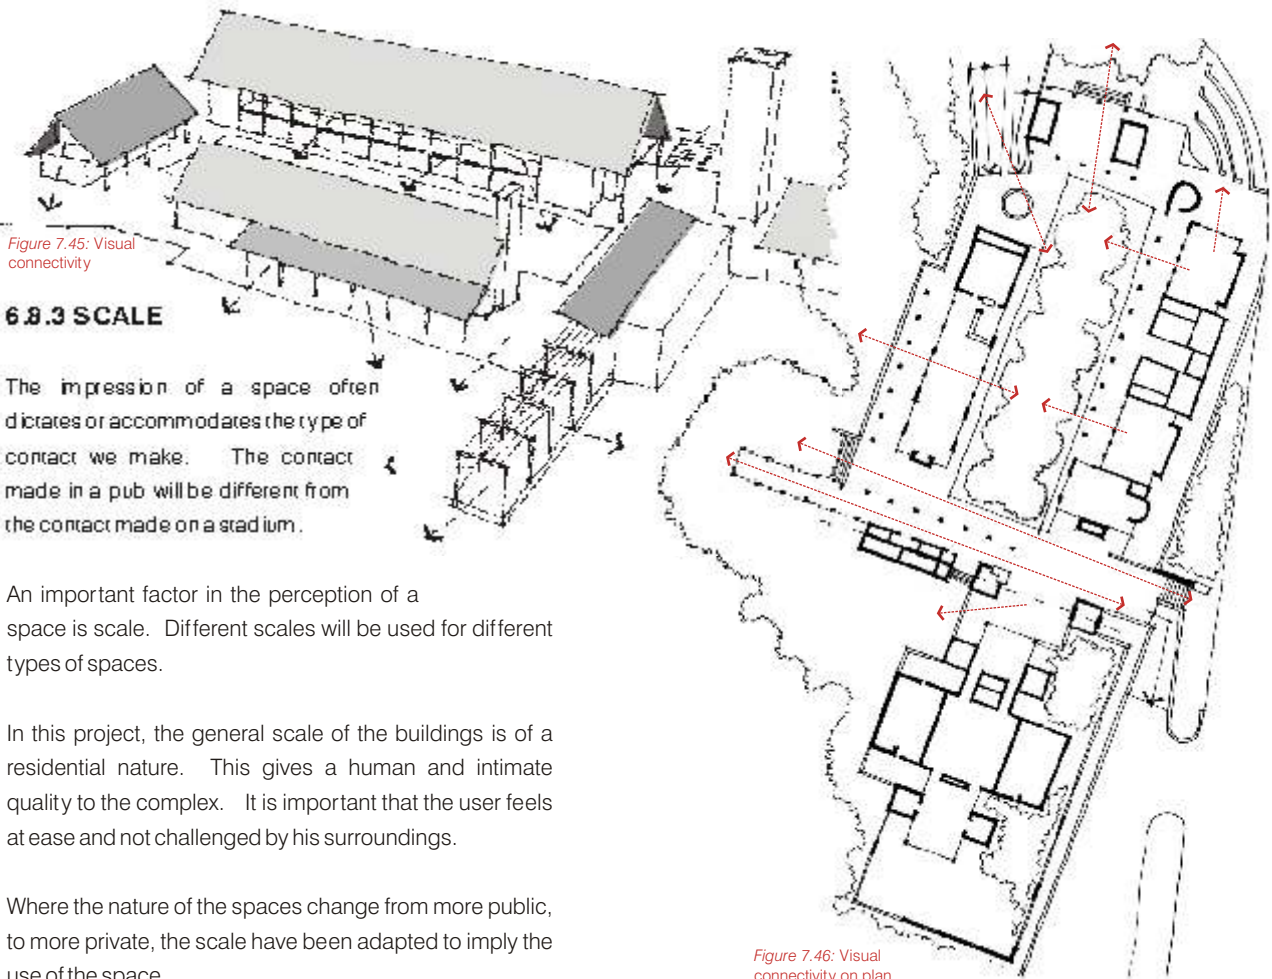 Figure 7.45: Visual
connectivity
6.8.3 SCALE
The impression of a space often
dictates or accommodates the type of
contact we make. The contact
made in a pub will be different from
the contact made on a stadium.
An important factor in the perception of a
space is scale. Different scales will be used for different
types of spaces.
In this project, the general scale of the buildings is of a
residential nature. This gives a human and intimate
quality to the complex. It is important that the user feels
at ease and not challenged by his surroundings.
Where the nature of the spaces change from more public,
to more private, the scale have been adapted to imply the
use of the space.
Figure 7.46: Visual
connectivity on plan